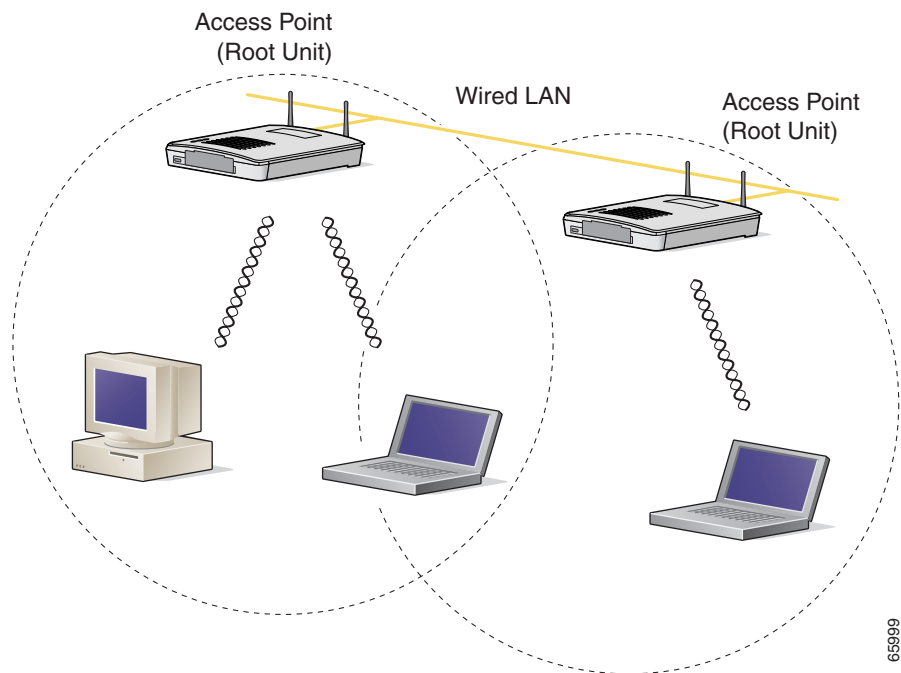 Access Point
(Root Unit)
Wired LAN
Access Point
(Root Unit)
65999